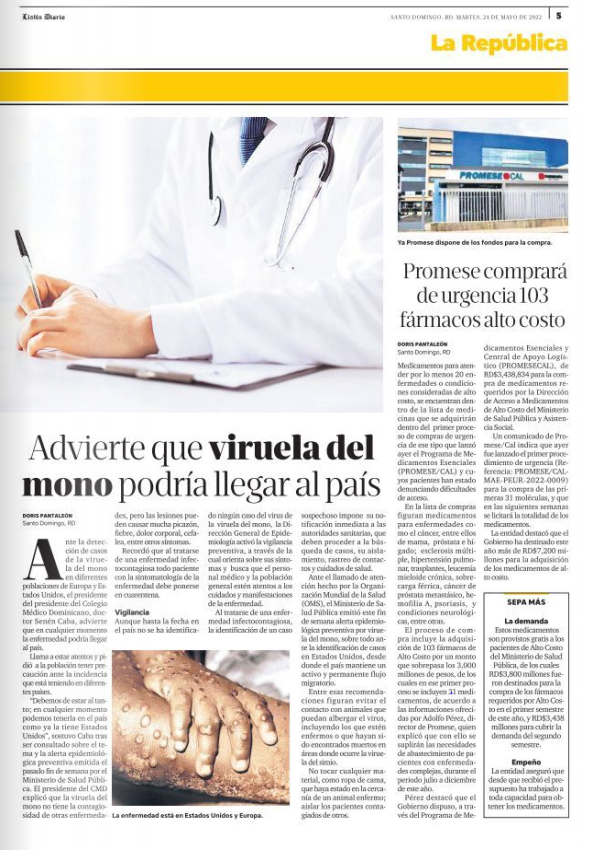 Listín Diario
SANTO DOMINGO, RD. MARTES, 24 DE MAYO DE 2022
5
La República
PROMESE CAL
Ya Promese dispone de los fondos para la compra.
Advierte que viruela del
mono podría llegar al país
DORIS PANTALEÓN
Santo Domingo, RD
Ante la detec-
ción de casos
de la virue-
la del mono
en diferentes
poblaciones de Europa y Es-
tados Unidos, el presidente
del presidente del Colegio
Médico Dominicano, doc-
tor Senén Caba, advierte
que en cualquier momento
la enfermedad podría llegar
al país.
Llama a estar atentos y pi-
dió a la población tener pre-
caución ante la incidencia
que está teniendo en diferen-
tes países.
"Debemos de estar al tan-
to; en cualquier momento
podemos tenerla en el país
como ya la tiene Estados
Unidos", sostuvo Caba tras
ser consultado sobre el te-
ma y la alerta epidemioló-
gica preventiva emitida el
pasado fin de semana por el
Ministerio de Salud Públi-
ca. El presidente del CMD
explicó que la viruela del
mono no tiene la contagio-
sidad de otras enfermeda-
des, pero las lesiones pue-
den causar mucha picazón,
fiebre, dolor corporal, cefa-
lea, entre otros síntomas.
Recordó que al tratarse
de una enfermedad infec-
tocontagiosa todo paciente
con la sintomatología de la
enfermedad debe ponerse
en cuarentena.
Vigilancia
Aunque hasta la fecha en
el país no se ha identifica-
do ningún caso del virus de
la viruela del mono, la Di-
rección General de Epide-
miología activó la vigilancia
preventiva, a través de la
cual orienta sobre sus sínto-
mas y busca que el perso-
nal médico y la población
general estén atentos a los
cuidados y manifestaciones
de la enfermedad.
Al tratarse de una enfer-
medad infectocontagiosa,
la identificación de un caso
sospechoso impone su no-
tificación inmediata a las
autoridades sanitarias, que
deben proceder a la bús-
queda de casos, su aisla-
miento, rastreo de contac-
tos y cuidados de salud.
Ante el llamado de aten-
ción hecho por la Organi-
zación Mundial de la Salud
(OMS), el Ministerio de Sa-
lud Pública emitió este fin
de semana alerta epidemio-
lógica preventiva por virue-
la del mono, sobre todo an-
te la identificación de casos
en Estados Unidos, desde
donde el país mantiene un
activo y permanente flujo
migratorio.
Entre esas recomenda-
ciones figuran evitar el
contacto con animales que
puedan albergar el virus,
incluyendo los que estén
enfermos o que hayan si-
do encontrados muertos en
áreas donde ocurre la virue-
la del simio.
No tocar cualquier ma-
terial, como ropa de cama,
que haya estado en la cerca-
nía de un animal enfermo;
aislar los pacientes conta-
giados de otros.
La enfermedad está en Estados Unidos y Europa.
Promese comprará
de urgencia 103
fármacos alto costo
DORIS PANTALEÓN
Santo Domingo, RD
Medicamentos para aten-
der por lo menos 20 en-
fermedades o condicio-
nes consideradas de alto
costo, se encuentran den-
tro de la lista de medi-
cinas que se adquirirán
dentro del primer pro-
ceso de compras de urgen-
cia de ese tipo que lanzó
ayer el Programa de Me-
dicamentos Esenciales
(PROMESE/CAL) y cu-
yos pacientes han estado
denunciando dificultades
de acceso.
En la lista de compras
figuran medicamentos
para enfermedades co-
mo el cáncer, entre ellos
de mama, próstata e hí-
gado; esclerosis múlti-
ple, hipertensión pulmo-
nar, trasplantes, leucemia
mieloide crónica, sobre-
carga férrica, cáncer de
próstata metastásico, he-
mofilia A, psoriasis, y
condiciones neurológi-
cas, entre otras.
El proceso de com-
pra incluye la adquisi-
ción de 103 fármacos de
Alto Costo por un monto
que sobrepasa los 3,000
millones de pesos, de los
cuales en ese primer pro-
ceso se incluyen 31 medi-
camentos, de acuerdo a
las informaciones ofreci-
das por Adolfo Pérez, di-
rector de Promese, quien
explicó que con ello se
suplirán las necesidades
de abastecimiento de pa-
cientes con enfermeda-
des complejas, durante el
periodo julio a diciembre
de este año.
Pérez destacó que el
Gobierno dispuso, a tra-
vés del Programa de Me-
dicamentos Esenciales y
Central de Apoyo Logís-
tico (PROMESECAL), de
RD$3,438,834 para la com-
pra de medicamentos re-
queridos por la Dirección
de Acceso a Medicamentos
de Alto Costo del Ministerio
de Salud Pública y Asisten-
cia Social.
Un comunicado de Pro-
mese/Cal indica que ayer
fue lanzado el primer proce-
dimiento de urgencia (Re-
ferencia: PROMESE/CAL-
MAE-PEUR-2022-0009)
para la compra de las pri-
meras 31 moléculas, y que
en las siguientes semanas
se licitará la totalidad de los
medicamentos.
La entidad destacó que el
Gobierno ha destinado este
año más de RD$7,200 mi-
llones para la adquisición
de los medicamentos de al-
to costo.
SEPA MÁS
La demanda
Estos medicamentos
son provistos gratis a los
pacientes de Alto Costo
del Ministerio de Salud
Pública, de los cuales
RD$3,800 millones fue-
ron destinados para la
compra de los fármacos
requeridos por Alto Cos-
to en el primer semestre
de este año, y RD$3,438
millones para cubrir la
demanda del segundo
semestre.
Empeño
La entidad aseguró que
desde que recibió el pre-
supuesto ha trabajado a
toda capacidad para ob-
tener los medicamentos.